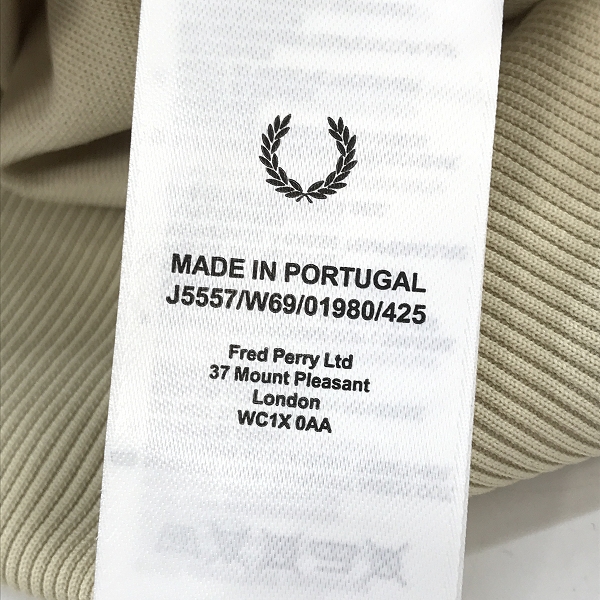 MADE IN PORTUGAL
J5557/W69/01980/425
Fred Perry Ltd
37 Mount Pleasant
London
WC1X 0AA